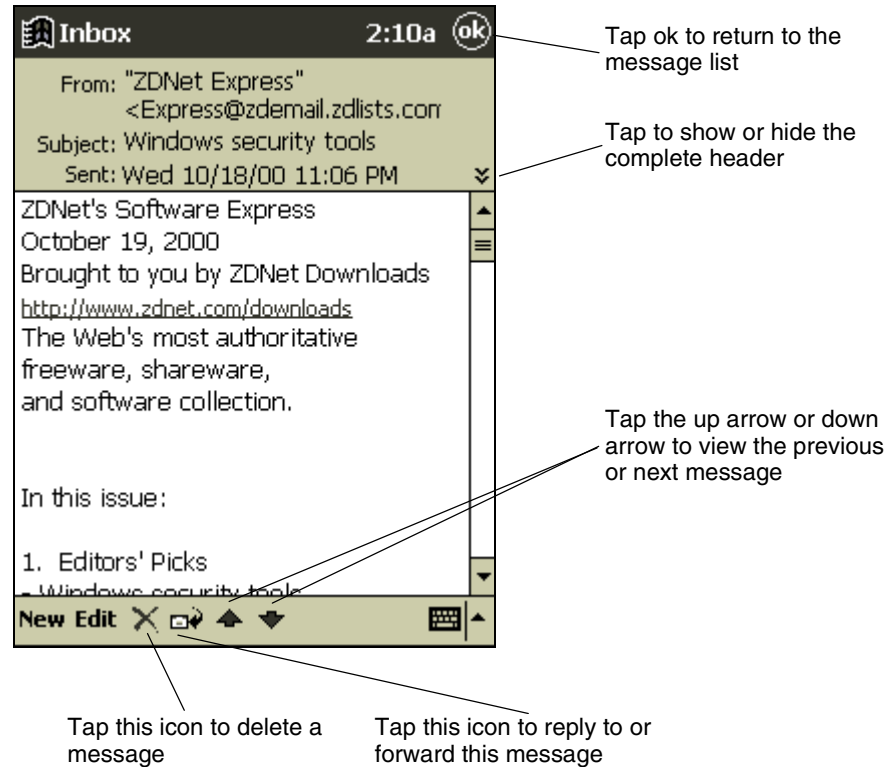 Inbox 2:10a ok
From: "ZDNet Express"
<Express@zdemail.zdlists.com
Subject: Windows security tools
Sent: Wed 10/18/00 11:06 PM
ZDNet's Software Express
October 19, 2000
Brought to you by ZDNet Downloads
http://www.zdnet.com/downloads
The Web's most authoritative
freeware, shareware,
and software collection.
In this issue:
1. Editors' Picks
- Windows security tools
New Edit
Tap ok to return to the
message list
Tap to show or hide the
complete header
Tap the up arrow or down
arrow to view the previous
or next message
Tap this icon to delete a
message
Tap this icon to reply to or
forward this message